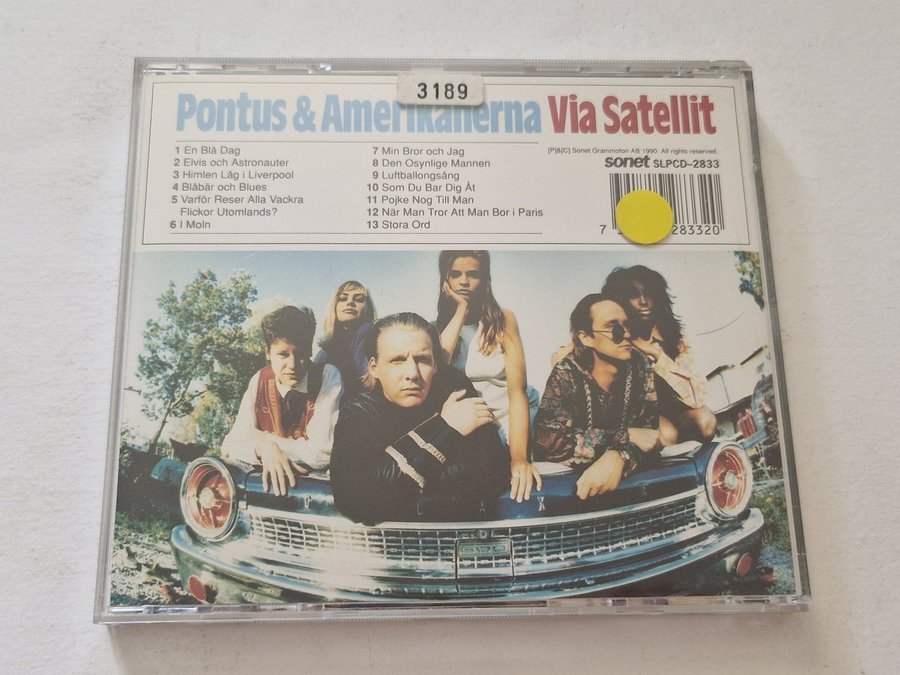 3189
Pontus & Amerikanerna Via Satellit
1 En Blå Dag
2 Elvis och Astronauter
3 Himlen Låg i Liverpool
4 Blåbär och Blues
5 Varför Reser Alla Vackra
Flickor Utomlands?
6 I Moln
7 Min Bror och Jag
8 Den Osynlige Mannen
9 Luftballongsång
10 Som Du Bar Dig Åt
11 Pojke Nog Till Man
12 När Man Tror Att Man Bor i Paris
13 Stora Ord
[P]&[C] Sonet Grammofon AB 1990. All rights reserved.
sonet SLPCD-2833
7 283320
G A L A X I E